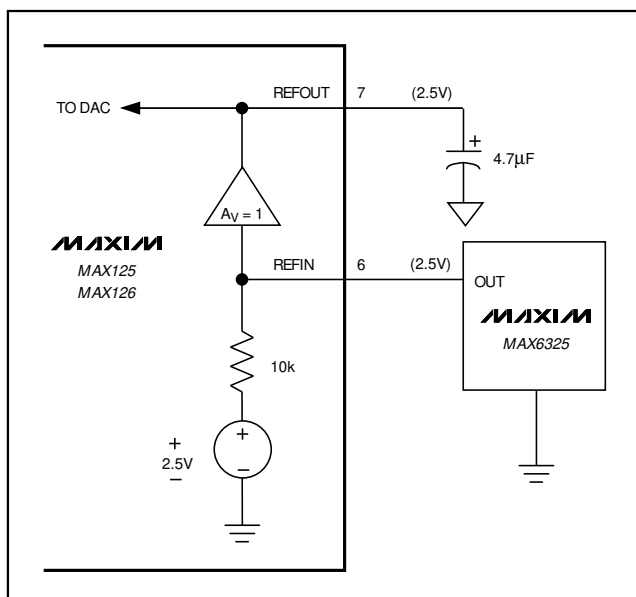 REFOUT 7 (2.5V)
TO DAC
+
4.7µF
AV = 1
MAXIM
MAX125
MAX126
REFIN 6 (2.5V)
OUT
MAXIM
MAX6325
10k
+
2.5V
−
+
−